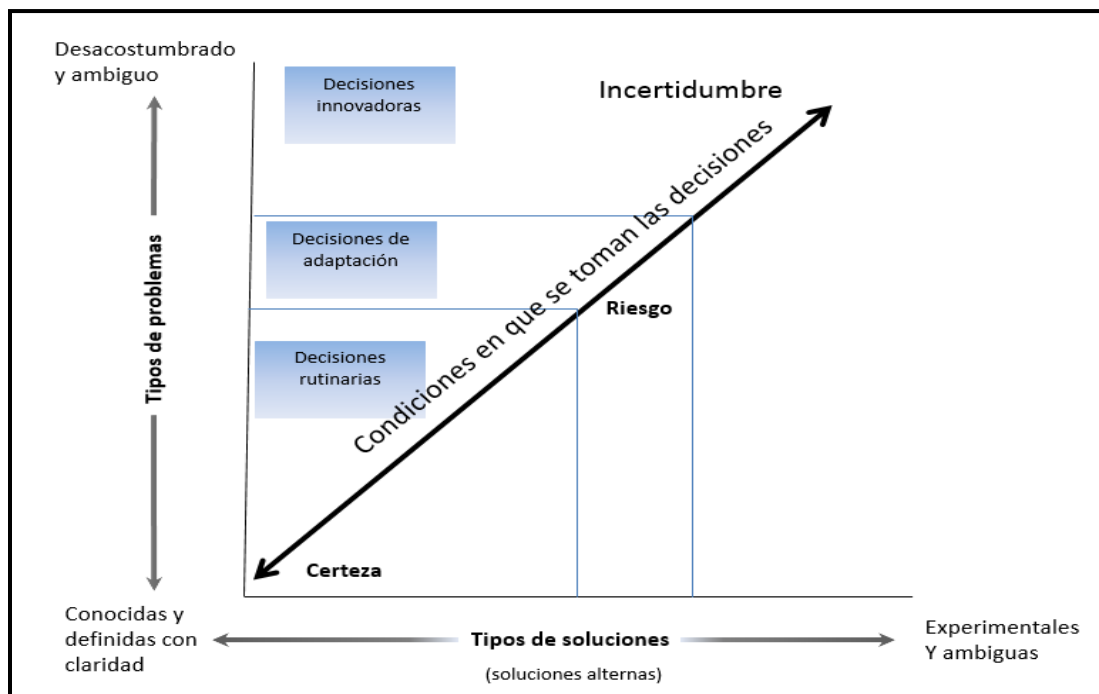 Desacostumbrado
y ambiguo
Decisiones
innovadoras
Incertidumbre
Condiciones en que se toman las decisiones
Tipos de problemas
Decisiones de
adaptación
Riesgo
Decisiones
rutinarias
Certeza
Conocidas y
definidas con
claridad
Tipos de soluciones
(soluciones alternas)
Experimentales
Y ambiguas